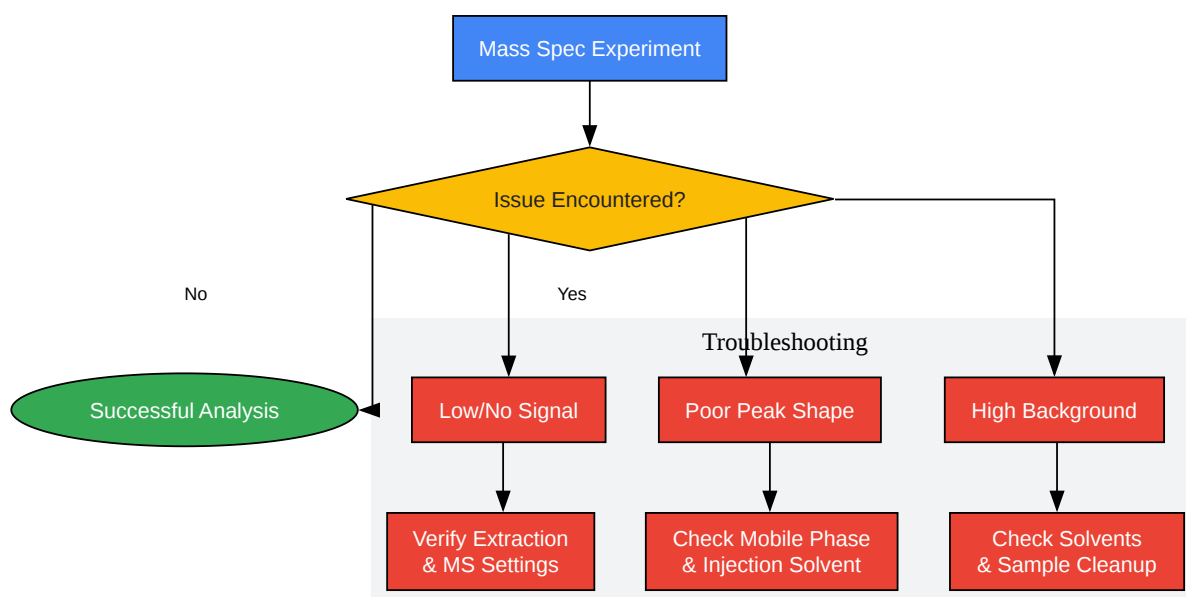 Mass Spec Experiment
Issue Encountered?
No
Yes
Troubleshooting
Successful Analysis
Low/No Signal
Poor Peak Shape
High Background
Verify Extraction
& MS Settings
Check Mobile Phase
& Injection Solvent
Check Solvents
& Sample Cleanup